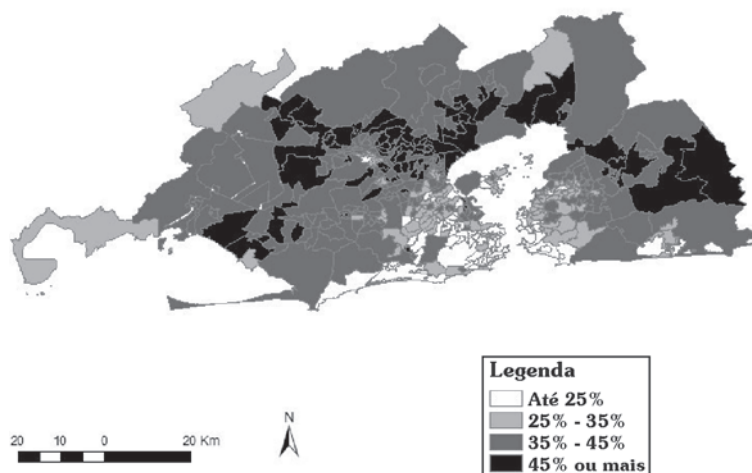 Legenda
Até 25%
25% - 35%
35% - 45%
45% ou mais
N
20 10 0 20 Km